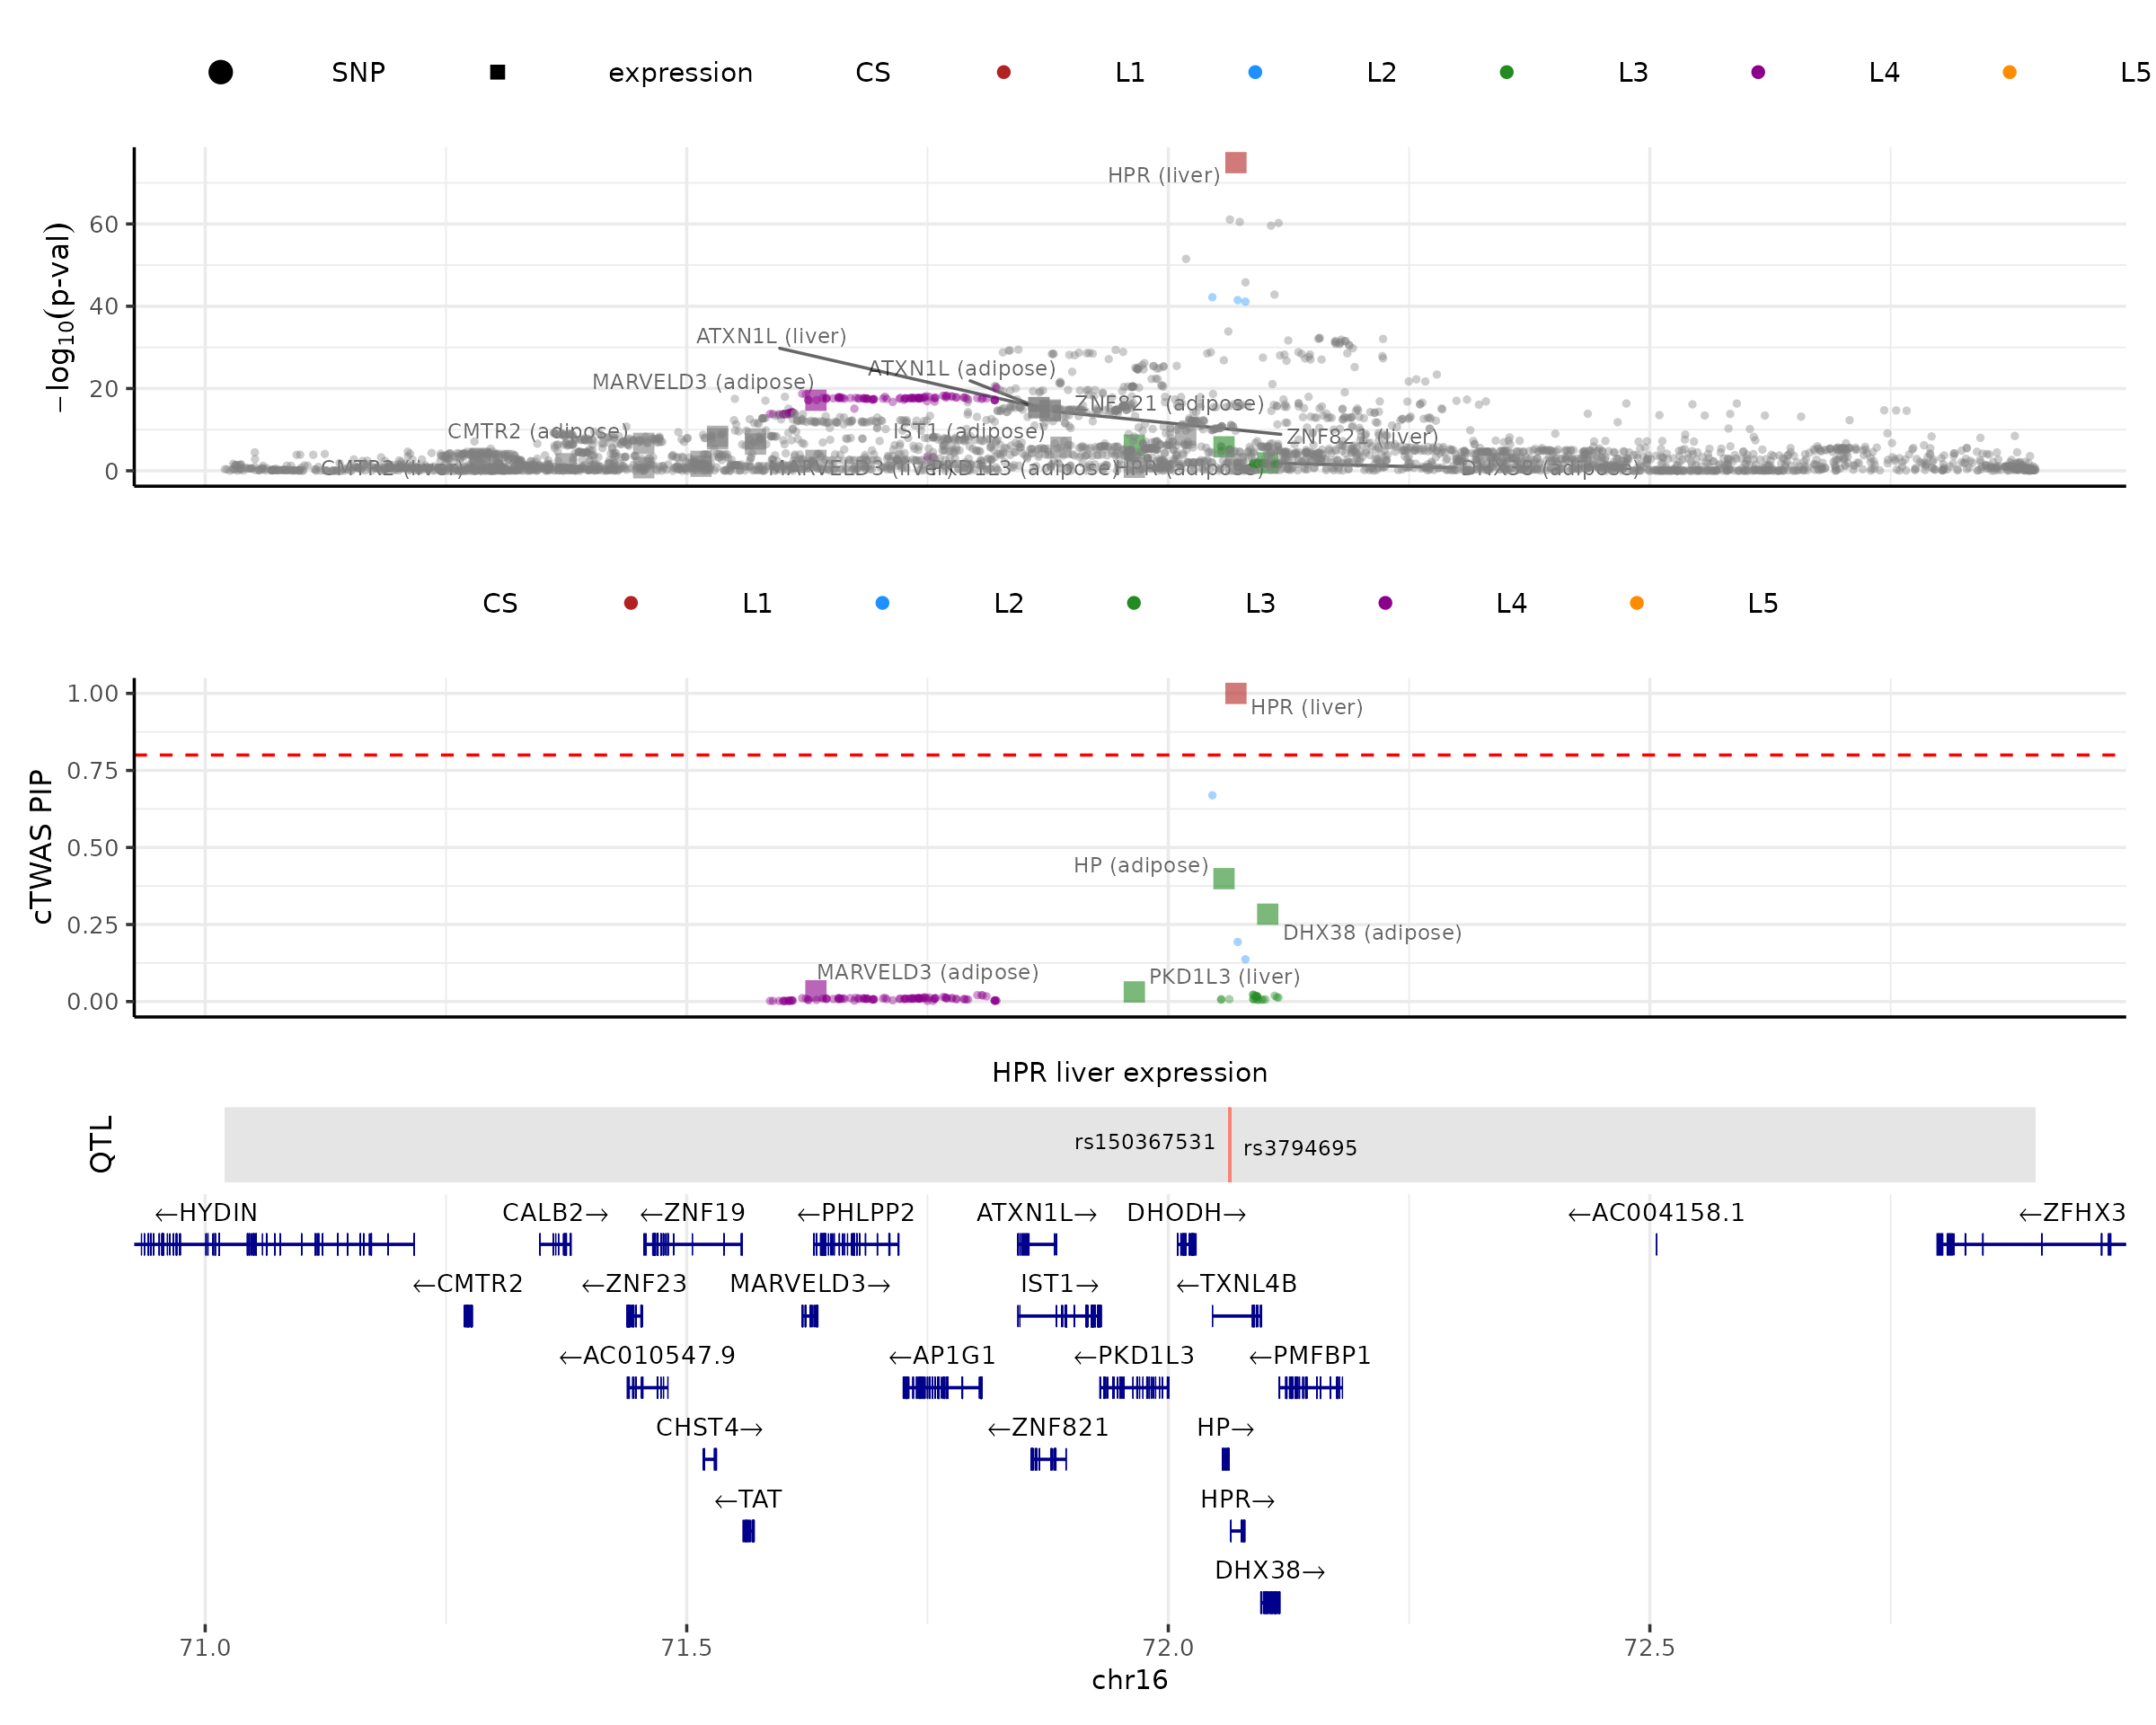 SNP expression CS L1 L2 L3 L4 L5
−log10(p-val)
60
40
20
0
HPR (liver)
ATXN1L (liver)
ATXN1L (adipose)
MARVELD3 (adipose)
ZNF821 (adipose)
CMTR2 (adipose)
IST1 (adipose)
ZNF821 (liver)
CMTR2 (liver)
MARVELD3 (liver)
PKD1L3 (adipose)
HPR (adipose)
DHX38 (adipose)
CS L1 L2 L3 L4 L5
cTWAS PIP
1.00
0.75
0.50
0.25
0.00
HPR (liver)
HP (adipose)
DHX38 (adipose)
MARVELD3 (adipose)
PKD1L3 (liver)
HPR liver expression
QTL
rs150367531
rs3794695
←HYDIN CALB2→ ←ZNF19 ←PHLPP2 ATXN1L→ DHODH→ ←AC004158.1 ←ZFHX3
←CMTR2 ←ZNF23 MARVELD3→ IST1→ ←TXNL4B
←AC010547.9 ←AP1G1 ←PKD1L3 ←PMFBP1
CHST4→ ←ZNF821 HP→
←TAT HPR→
DHX38→
71.0 71.5 72.0 72.5
chr16